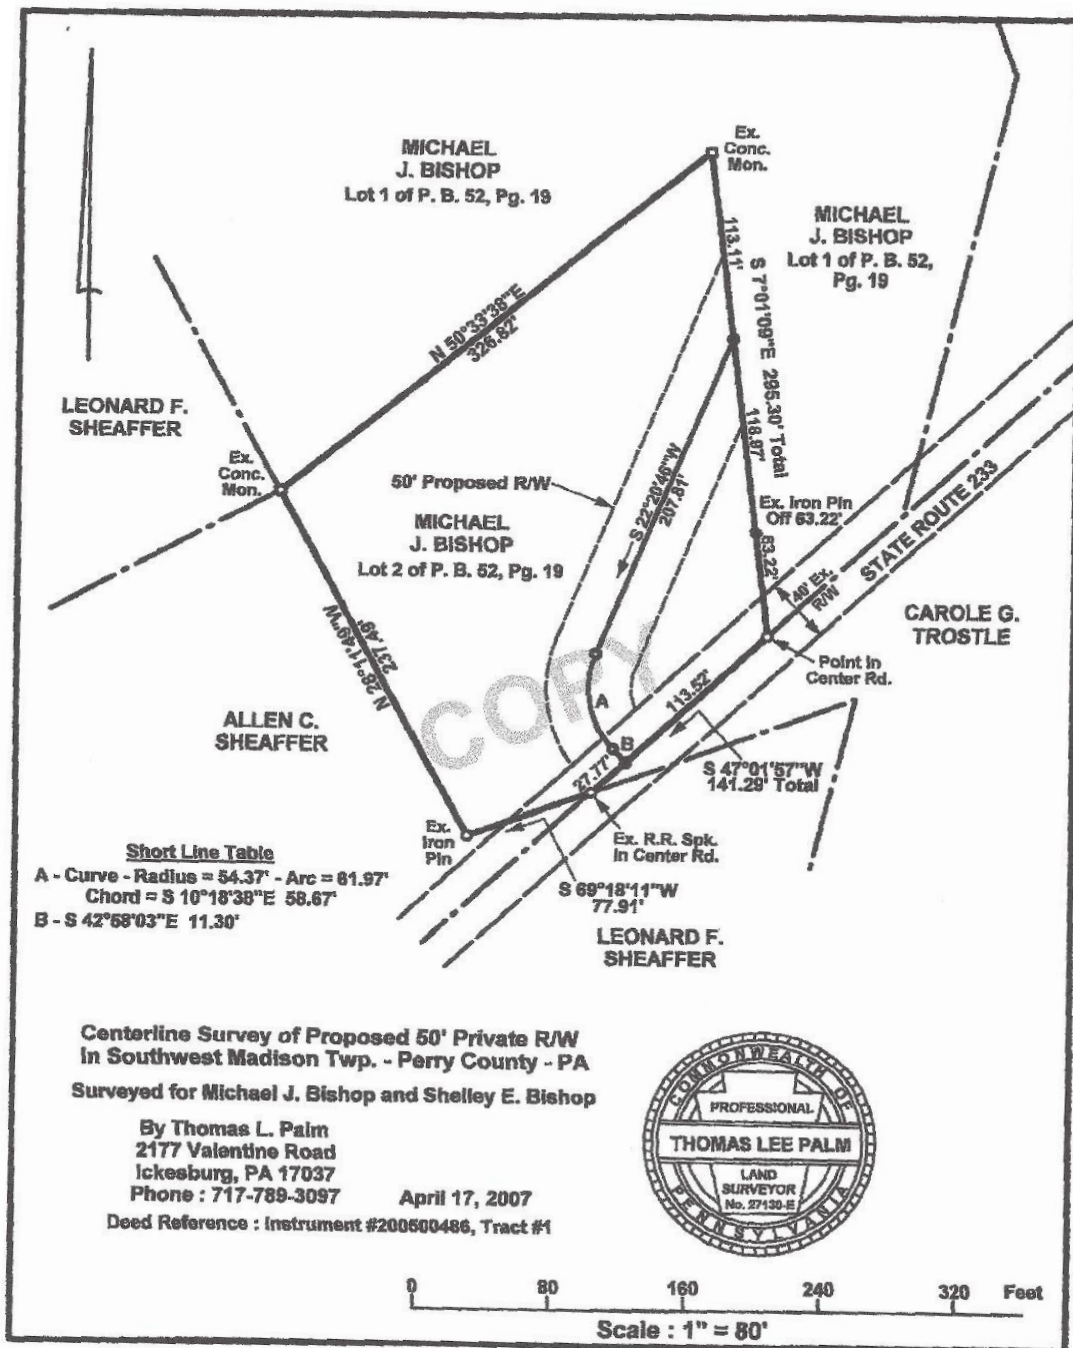 MICHAEL
J. BISHOP
Lot 1 of P. B. 52, Pg. 19
Ex.
Conc.
Mon.
MICHAEL
J. BISHOP
Lot 1 of P. B. 52,
Pg. 19
113.11'
S 7°01'09"E 295.30' Total
118.97'
N 50°33'38"E
326.82'
LEONARD F.
SHEAFFER
Ex.
Conc.
Mon.
50' Proposed R/W
S 22°20'46"W
207.81'
MICHAEL
J. BISHOP
Lot 2 of P. B. 52, Pg. 19
Ex. Iron Pin
Off 63.22'
63.22'
STATE ROUTE 233
40' Ex.
R/W
CAROLE G.
TROSTLE
N 28°11'49"W
237.49'
COPY
Point in
Center Rd.
113.52'
A
B
27.77'
ALLEN C.
SHEAFFER
S 47°01'57"W
141.29' Total
Ex.
Iron
Pin
Ex. R.R. Spk.
In Center Rd.
S 69°18'11"W
77.91'
LEONARD F.
SHEAFFER
Short Line Table
A - Curve - Radius = 54.37' - Arc = 61.97'
Chord = S 10°18'38"E 58.67'
B - S 42°58'03"E 11.30'
Centerline Survey of Proposed 50' Private R/W
In Southwest Madison Twp. - Perry County - PA
Surveyed for Michael J. Bishop and Shelley E. Bishop
By Thomas L. Palm
2177 Valentine Road
Ickesburg, PA 17037
Phone : 717-789-3097 April 17, 2007
Deed Reference : Instrument #200500486, Tract #1
COMMONWEALTH OF
PROFESSIONAL
THOMAS LEE PALM
LAND
SURVEYOR
No. 27130-E
PENNSYLVANIA
0 80 160 240 320 Feet
Scale : 1" = 80'